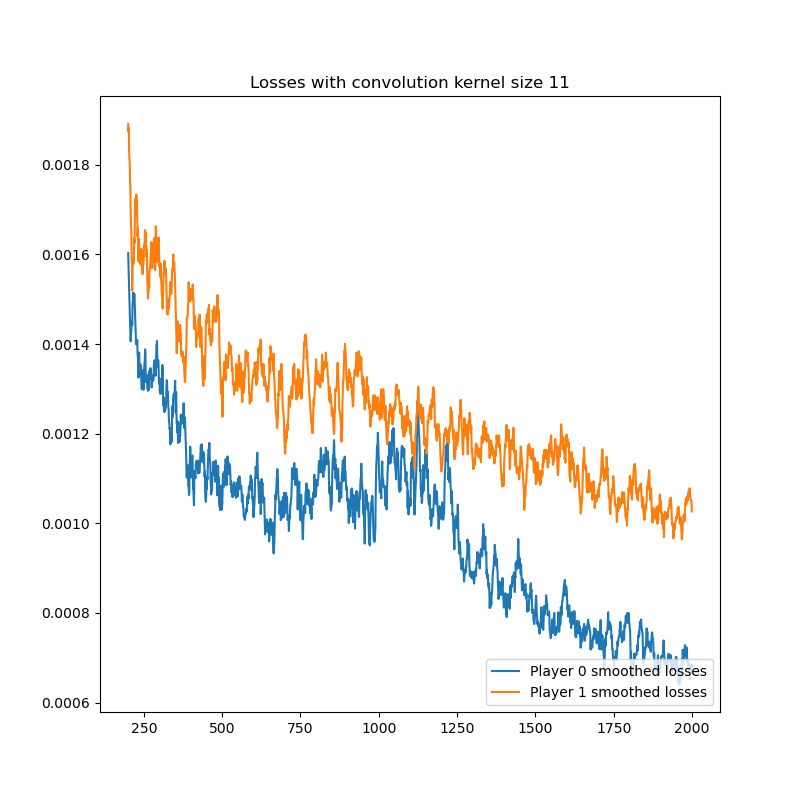 Losses with convolution kernel size 11
0.0018
0.0016
0.0014
0.0012
0.0010
0.0008
0.0006
Player 0 smoothed losses
Player 1 smoothed losses
250 500 750 1000 1250 1500 1750 2000